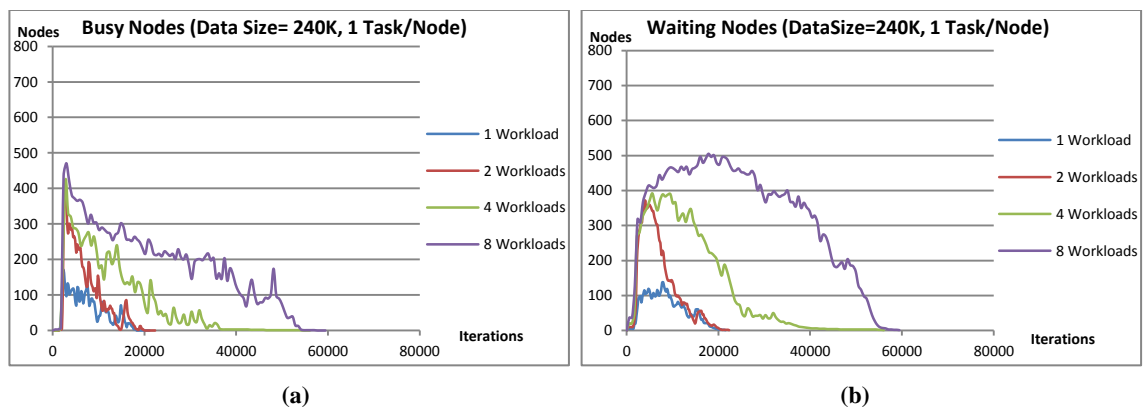 Busy Nodes (Data Size= 240K, 1 Task/Node)
Nodes
800
700
600
500
400
300
200
100
0
0 20000 40000 60000 80000
Iterations
1 Workload
2 Workloads
4 Workloads
8 Workloads
(a)
Waiting Nodes (DataSize=240K, 1 Task/Node)
Nodes
800
700
600
500
400
300
200
100
0
0 20000 40000 60000 80000
Iterations
1 Workload
2 Workloads
4 Workloads
8 Workloads
(b)